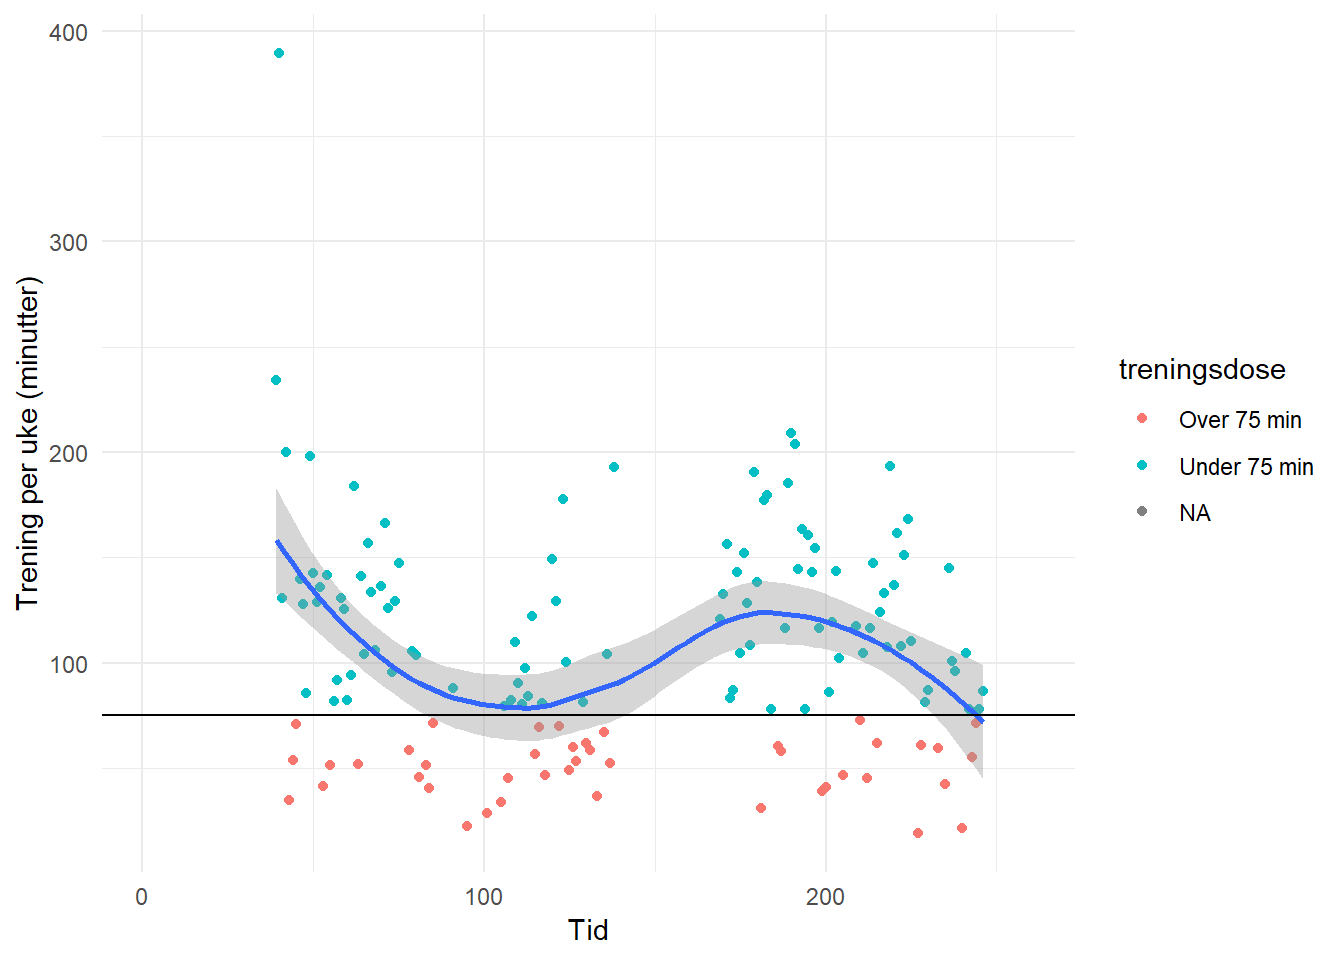 400
300
200
100
Trening per uke (minutter)
0
100
200
Tid
treningsdose
Over 75 min
Under 75 min
NA